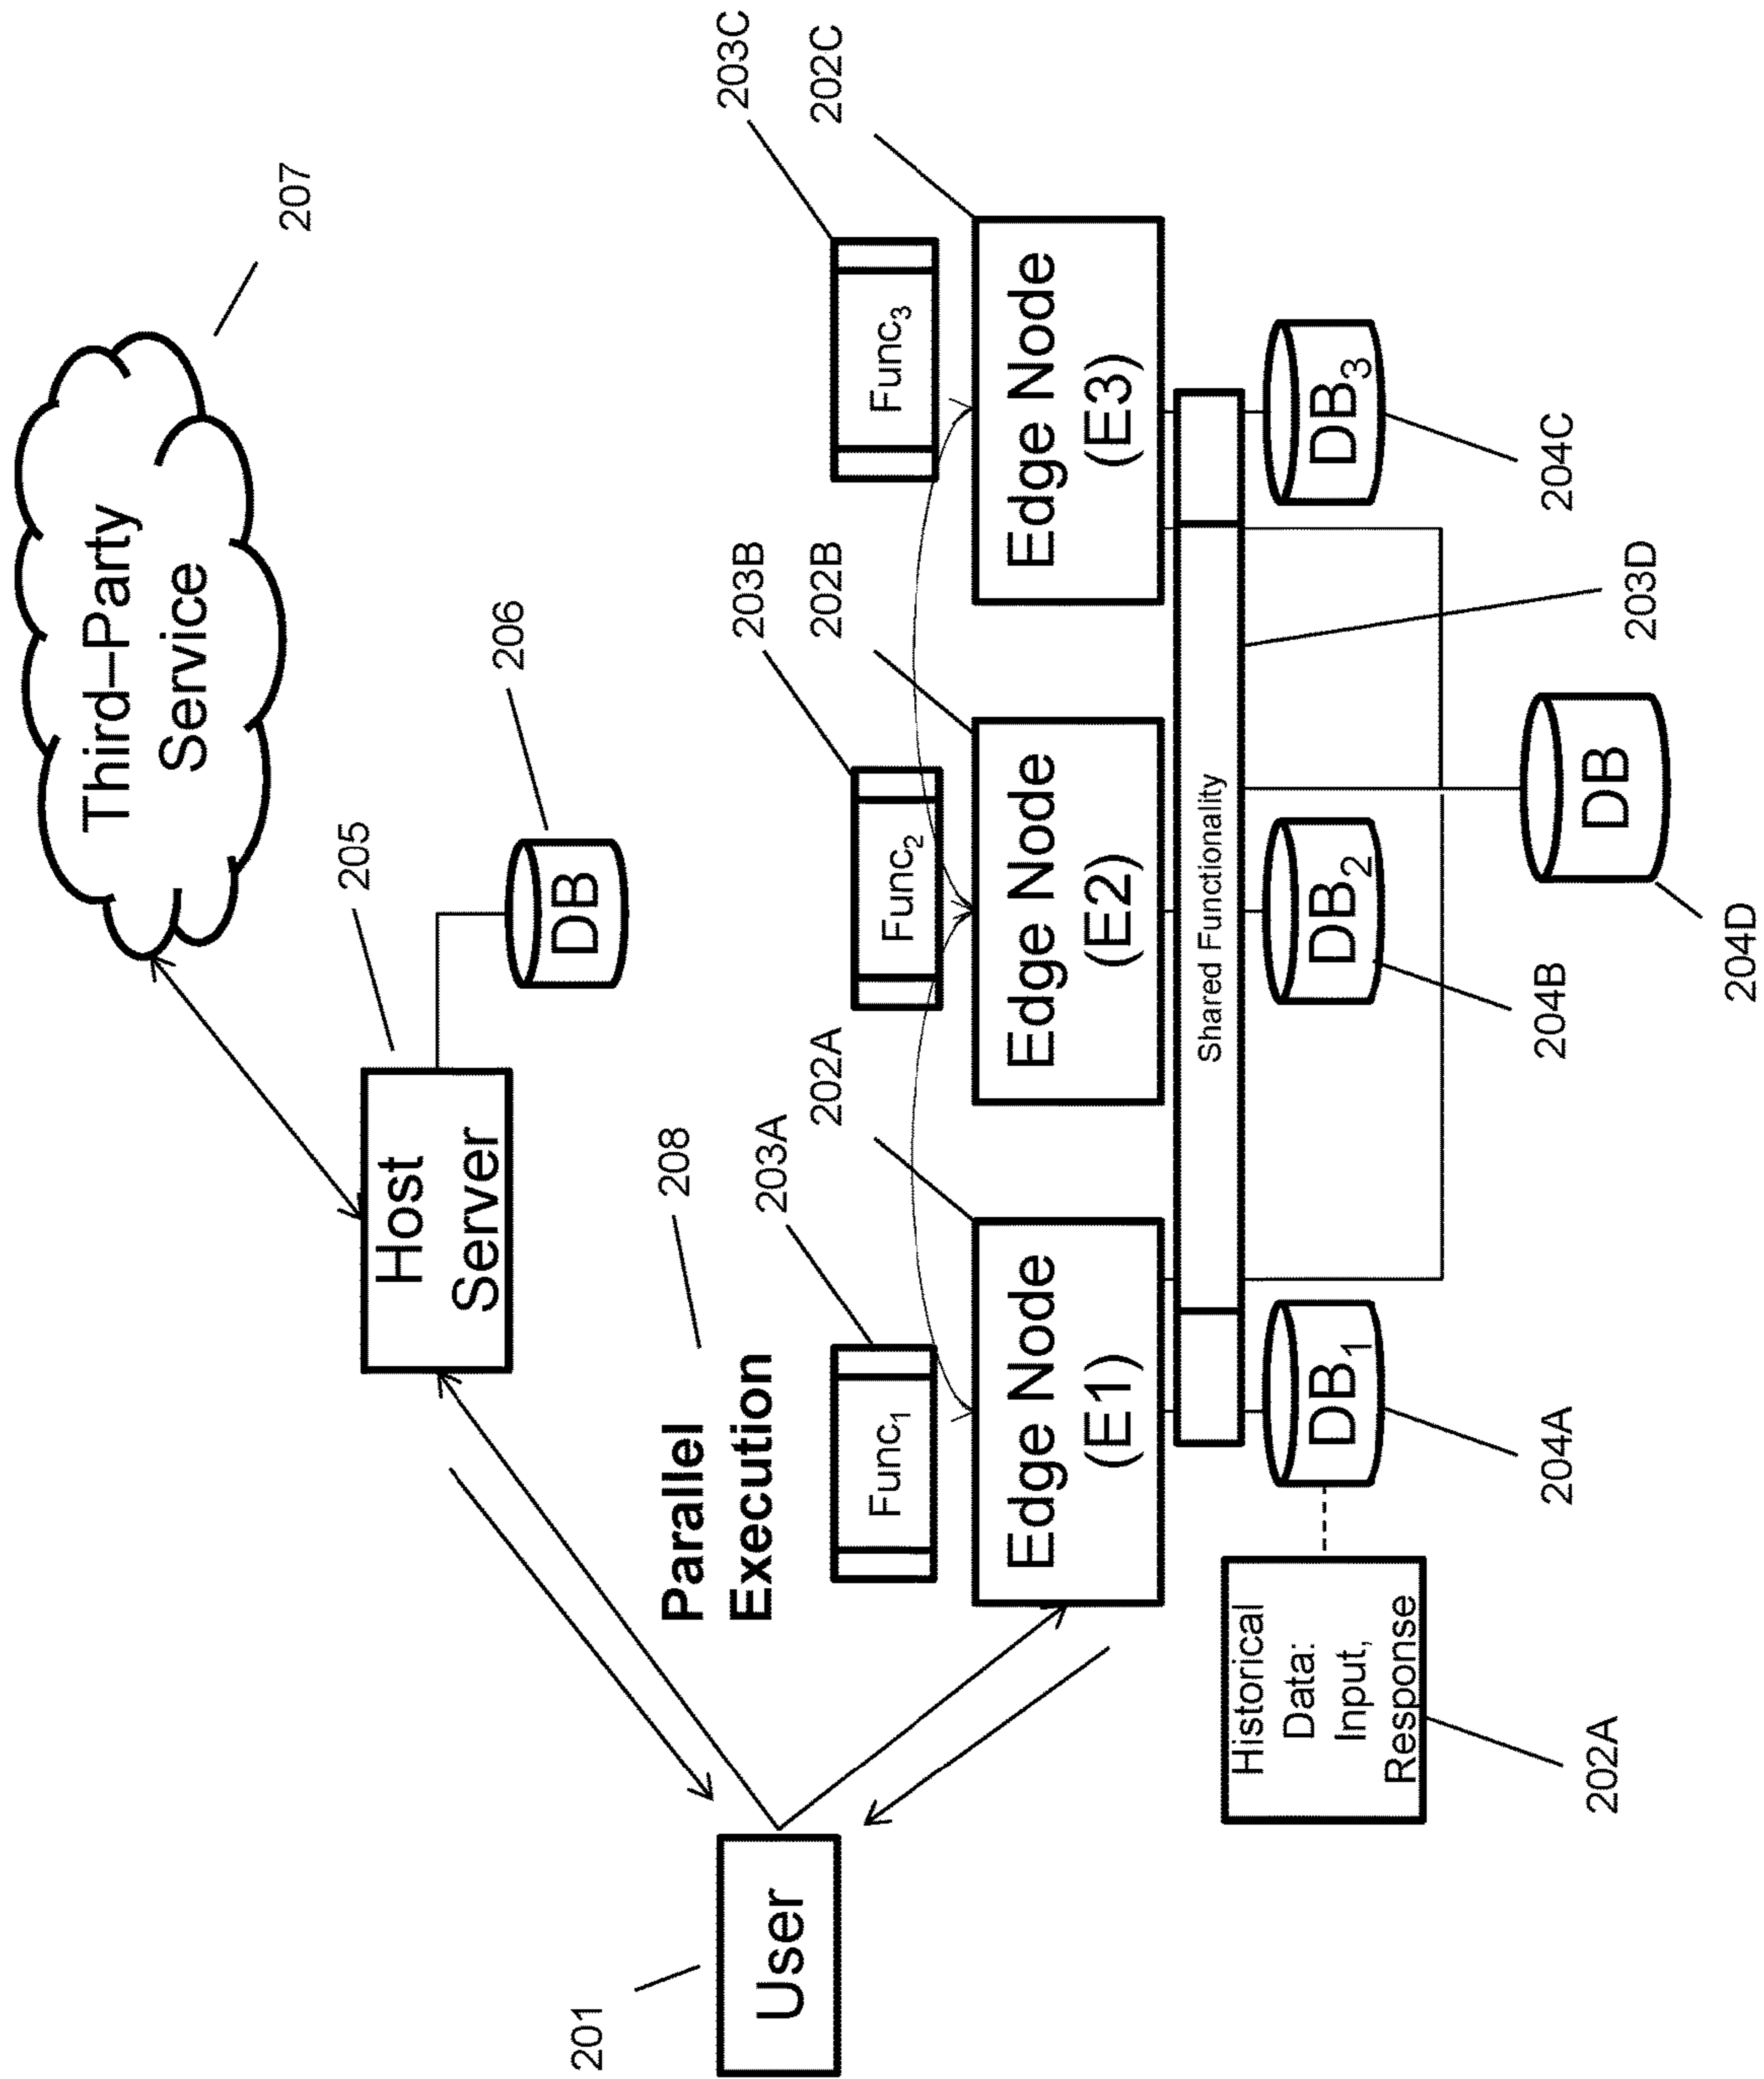 Third–Party
Service
207
205
206
Host
Server
DB
208
Parallel
Execution
201
User
203A
202A
203B
202B
203C
202C
Func1
Func2
Func3
Edge Node
(E1)
Edge Node
(E2)
Edge Node
(E3)
Shared Functionality
Historical
Data:
Input,
Response
202A
DB1
DB2
DB3
204A
204B
204C
DB
203D
204D